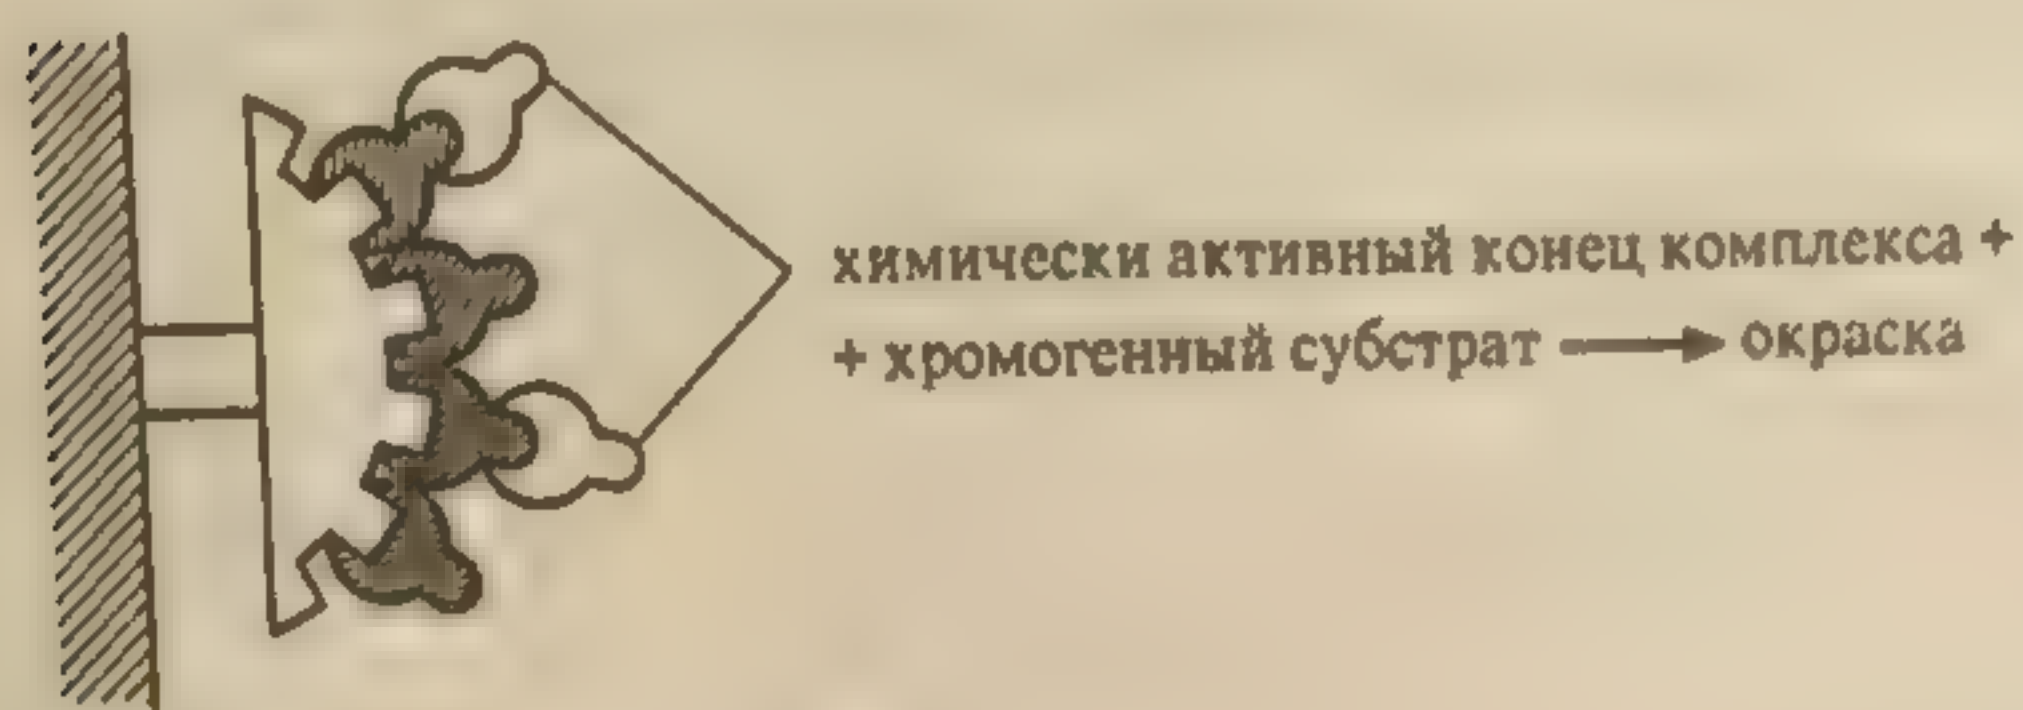 химически активный конец комплекса +
+ хромогенный субстрат → окраска